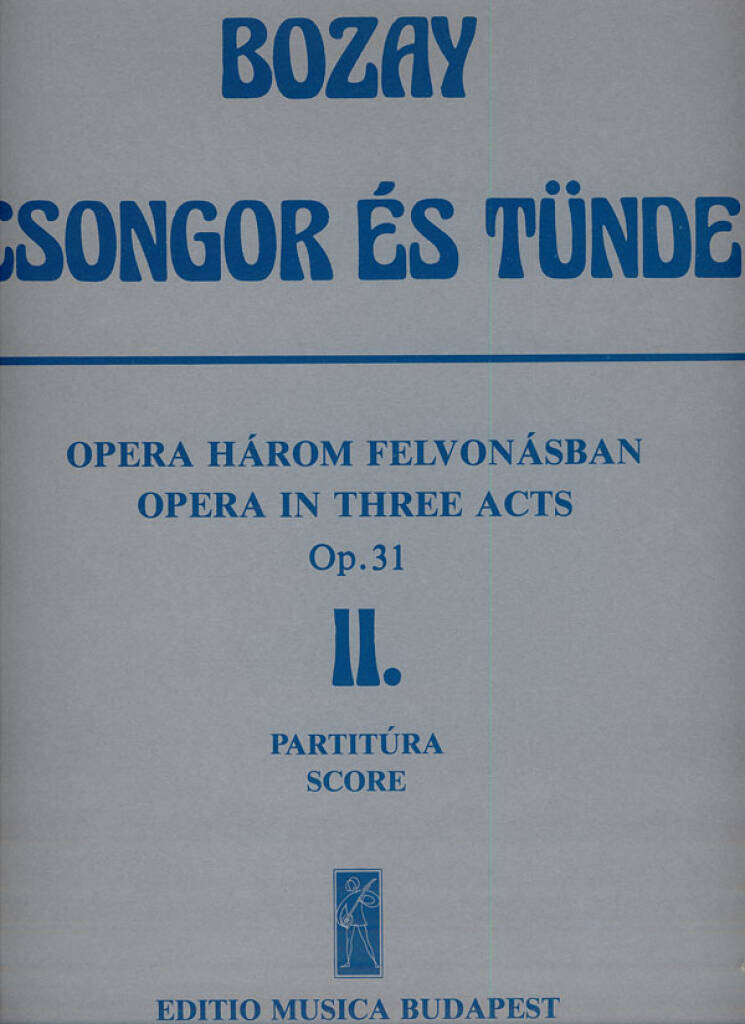 BOZAY
CSONGOR ÉS TÜNDE
OPERA HÁROM FELVONÁSBAN
OPERA IN THREE ACTS
Op. 31
II.
PARTITÚRA
SCORE
EDITIO MUSICA BUDAPEST